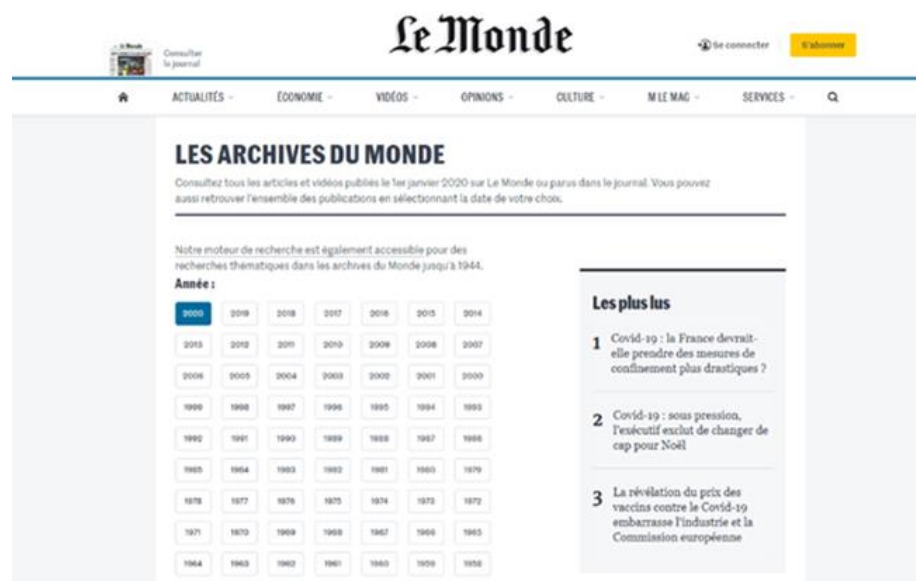 Le Monde
Consulter
le journal
Se connecter
S'abonner
ACTUALITÉS
ÉCONOMIE
VIDÉOS
OPINIONS
CULTURE
M LE MAG
SERVICES
LES ARCHIVES DU MONDE
Consultez tous les articles et vidéos publiés le 1er janvier 2020 sur Le Monde ou parus dans le journal. Vous pouvez
aussi retrouver l'ensemble des publications en sélectionnant la date de votre choix.
Notre moteur de recherche est également accessible pour des
recherches thématiques dans les archives du Monde jusqu'à 1944.
Année :
2020 2019 2018 2017 2016 2015 2014
2013 2012 2011 2010 2009 2008 2007
2006 2005 2004 2003 2002 2001 2000
1999 1998 1997 1996 1995 1994 1993
1992 1991 1990 1989 1988 1987 1986
1985 1984 1983 1982 1981 1980 1979
1978 1977 1976 1975 1974 1973 1972
1971 1970 1969 1968 1967 1966 1965
1964 1963 1962 1961 1960 1959 1958
Les plus lus
1 Covid-19 : la France devrait-
elle prendre des mesures de
confinement plus drastiques ?
2 Covid-19 : sous pression,
l'exécutif exclut de changer de
cap pour Noël
3 La révélation du prix des
vaccins contre le Covid-19
embarrasse l'industrie et la
Commission européenne